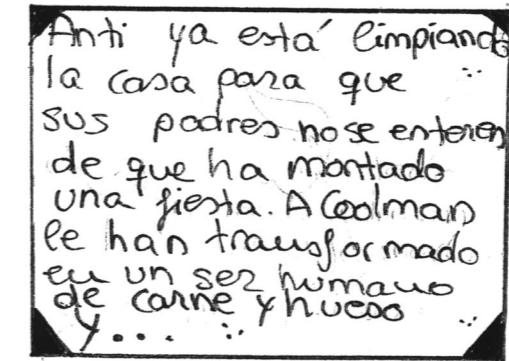 Anti ya está limpiando
la casa para que
sus padres no se enteren
de que ha montado
una fiesta. A Coolman
le han transformado
en un ser humano
de carne y hueso
y...